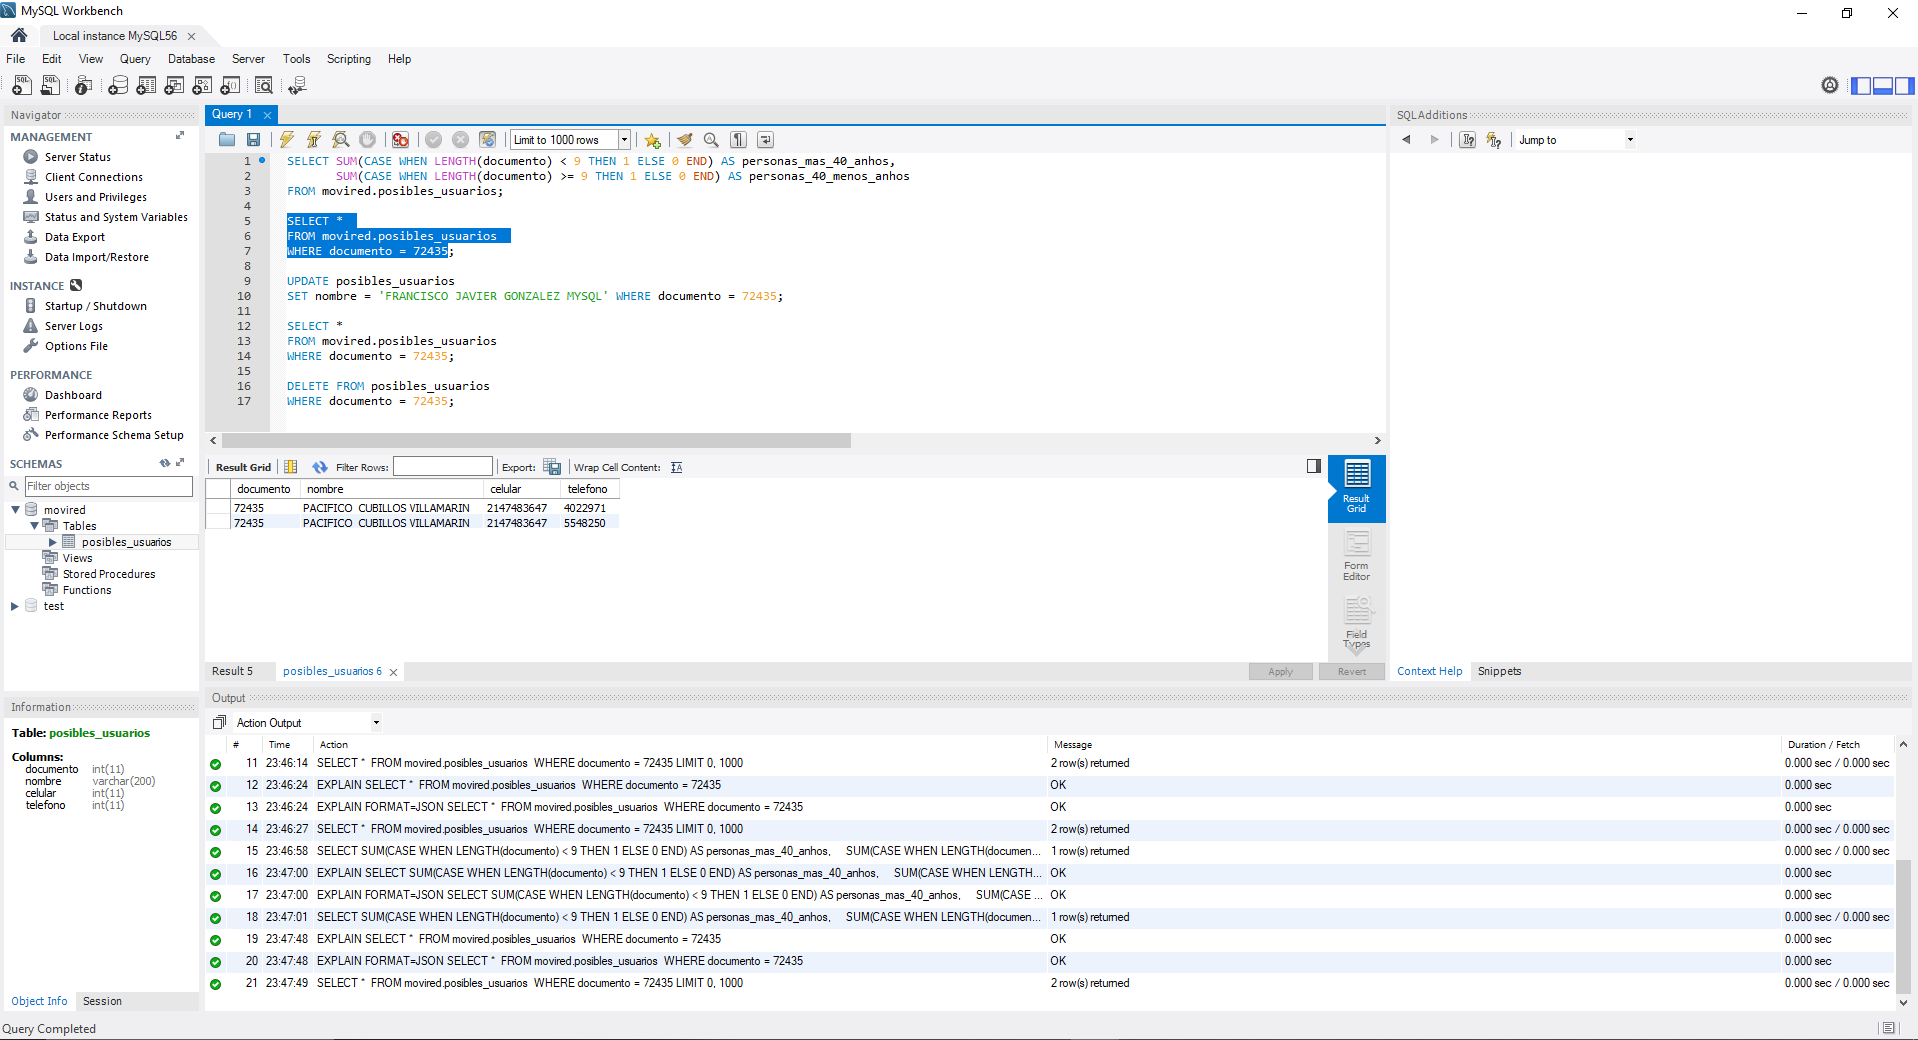 MySQL Workbench
Local instance MySQL56
File Edit View Query Database Server Tools Scripting Help
Navigator
MANAGEMENT
Server Status
Client Connections
Users and Privileges
Status and System Variables
Data Export
Data Import/Restore
INSTANCE
Startup / Shutdown
Server Logs
Options File
PERFORMANCE
Dashboard
Performance Reports
Performance Schema Setup
SCHEMAS
Filter objects
movired
Tables
posibles_usuarios
Views
Stored Procedures
Functions
test
Information
Table: posibles_usuarios
Columns:
documento int(11)
nombre varchar(200)
celular int(11)
telefono int(11)
Object Info Session
Query Completed
Query 1
Limit to 1000 rows
1 SELECT SUM(CASE WHEN LENGTH(documento) < 9 THEN 1 ELSE 0 END) AS personas_mas_40_anhos,
2 SUM(CASE WHEN LENGTH(documento) >= 9 THEN 1 ELSE 0 END) AS personas_40_menos_anhos
3 FROM movired.posibles_usuarios;
4
5 SELECT *
6 FROM movired.posibles_usuarios
7 WHERE documento = 72435;
8
9 UPDATE posibles_usuarios
10 SET nombre = 'FRANCISCO JAVIER GONZALEZ MYSQL' WHERE documento = 72435;
11
12 SELECT *
13 FROM movired.posibles_usuarios
14 WHERE documento = 72435;
15
16 DELETE FROM posibles_usuarios
17 WHERE documento = 72435;
Result Grid Filter Rows: Export: Wrap Cell Content:
documento nombre celular telefono
72435 PACIFICO CUBILLOS VILLAMARIN 2147483647 4022971
72435 PACIFICO CUBILLOS VILLAMARIN 2147483647 5548250
Result
Grid
Form
Editor
Field
Types
Result 5 posibles_usuarios 6 Apply Revert
SQLAdditions
Jump to
Context Help Snippets
Output
Action Output
# Time Action Message Duration / Fetch
11 23:46:14 SELECT * FROM movired.posibles_usuarios WHERE documento = 72435 LIMIT 0, 1000 2 row(s) returned 0.000 sec / 0.000 sec
12 23:46:24 EXPLAIN SELECT * FROM movired.posibles_usuarios WHERE documento = 72435 OK 0.000 sec
13 23:46:24 EXPLAIN FORMAT=JSON SELECT * FROM movired.posibles_usuarios WHERE documento = 72435 OK 0.000 sec
14 23:46:27 SELECT * FROM movired.posibles_usuarios WHERE documento = 72435 LIMIT 0, 1000 2 row(s) returned 0.000 sec / 0.000 sec
15 23:46:58 SELECT SUM(CASE WHEN LENGTH(documento) < 9 THEN 1 ELSE 0 END) AS personas_mas_40_anhos, SUM(CASE WHEN LENGTH(documen... 1 row(s) returned 0.000 sec / 0.000 sec
16 23:47:00 EXPLAIN SELECT SUM(CASE WHEN LENGTH(documento) < 9 THEN 1 ELSE 0 END) AS personas_mas_40_anhos, SUM(CASE WHEN LENGTH... OK 0.000 sec
17 23:47:00 EXPLAIN FORMAT=JSON SELECT SUM(CASE WHEN LENGTH(documento) < 9 THEN 1 ELSE 0 END) AS personas_mas_40_anhos, SUM(CASE ... OK 0.000 sec
18 23:47:01 SELECT SUM(CASE WHEN LENGTH(documento) < 9 THEN 1 ELSE 0 END) AS personas_mas_40_anhos, SUM(CASE WHEN LENGTH(documen... 1 row(s) returned 0.000 sec / 0.000 sec
19 23:47:48 EXPLAIN SELECT * FROM movired.posibles_usuarios WHERE documento = 72435 OK 0.000 sec
20 23:47:48 EXPLAIN FORMAT=JSON SELECT * FROM movired.posibles_usuarios WHERE documento = 72435 OK 0.000 sec
21 23:47:49 SELECT * FROM movired.posibles_usuarios WHERE documento = 72435 LIMIT 0, 1000 2 row(s) returned 0.000 sec / 0.000 sec